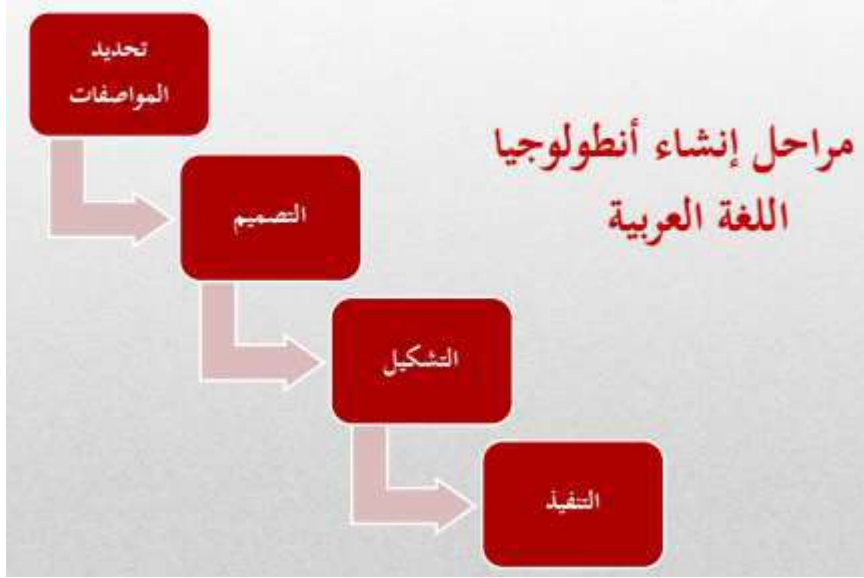 مراحل إنشاء أنطولوجيا
اللغة العربية
تحديد
المواصفات
التصميم
التشكيل
التنفيذ